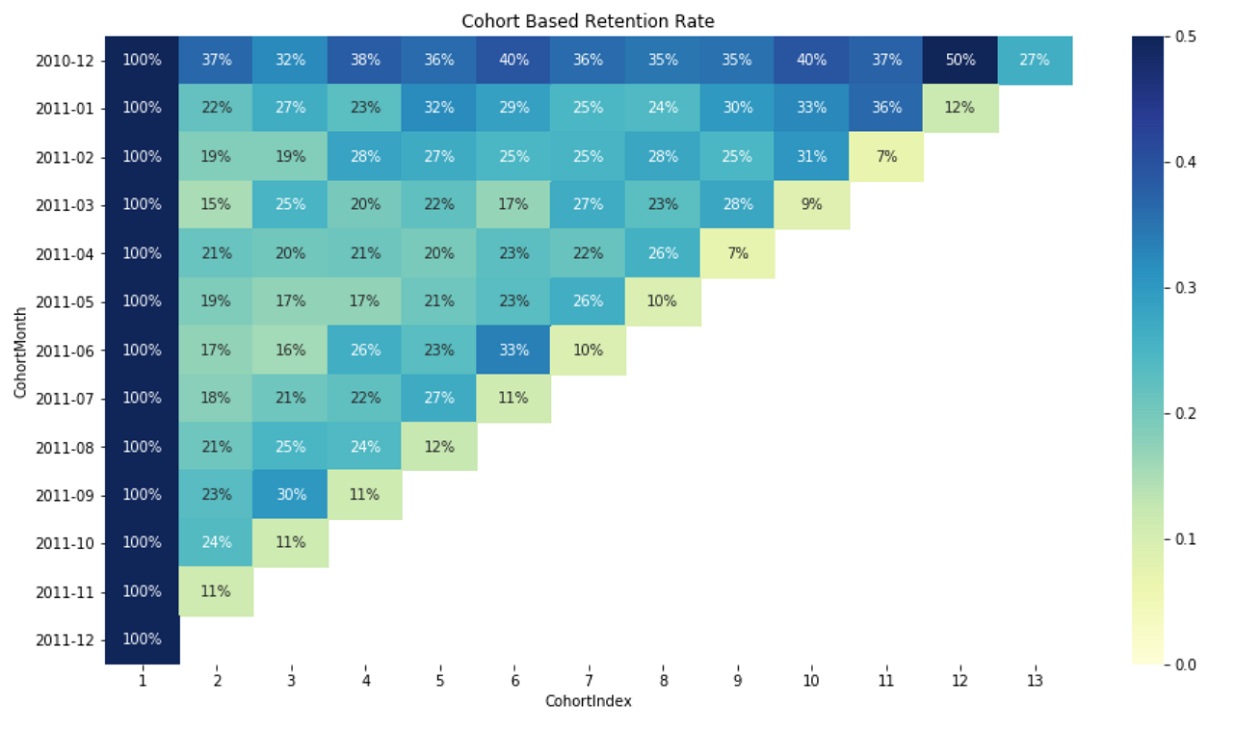 Cohort Based Retention Rate
2010-12 100% 37% 32% 38% 36% 40% 36% 35% 35% 40% 37% 50% 27%
2011-01 100% 22% 27% 23% 32% 29% 25% 24% 30% 33% 36% 12%
2011-02 100% 19% 19% 28% 27% 25% 25% 28% 25% 31% 7%
2011-03 100% 15% 25% 20% 22% 17% 27% 23% 28% 9%
2011-04 100% 21% 20% 21% 20% 23% 22% 26% 7%
2011-05 100% 19% 17% 17% 21% 23% 26% 10%
2011-06 100% 17% 16% 26% 23% 33% 10%
2011-07 100% 18% 21% 22% 27% 11%
2011-08 100% 21% 25% 24% 12%
2011-09 100% 23% 30% 11%
2011-10 100% 24% 11%
2011-11 100% 11%
2011-12 100%
1 2 3 4 5 6 7 8 9 10 11 12 13
CohortIndex
CohortMonth
0.5
0.4
0.3
0.2
0.1
0.0